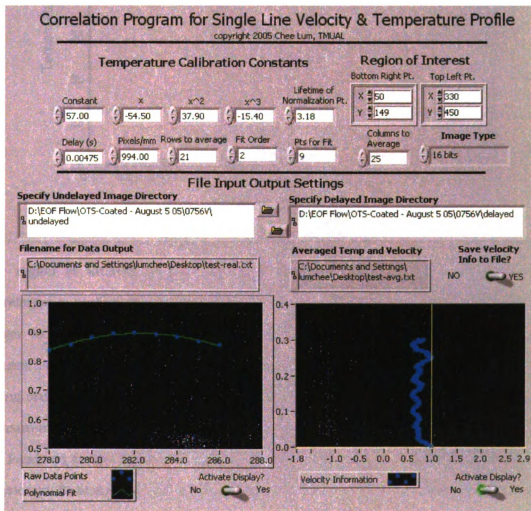 Correlation Program for Single Line Velocity & Temperature Profile
copyright 2005 Chee Lum, TMUAL
Temperature Calibration Constants
Region of Interest
Bottom Right Pt. Top Left Pt.
Constant x x^2 x^3 Lifetime of Normalization Pt.
57.00 -54.50 37.90 -15.40 3.18
X 50 X 330
Y 149 Y 450
Delay (s) Pixels/mm Rows to average Fit Order Pts for Fit Columns to Average Image Type
0.00475 994.00 21 2 9 25 16 bits
File Input Output Settings
Specify Undelayed Image Directory Specify Delayed Image Directory
D:\EOF Flow\OTS-Coated - August 5 05\0756V\
undelayed
D:\EOF Flow\OTS-Coated - August 5 05\0756V\delayed
Filename for Data Output Averaged Temp and Velocity Save Velocity Info to File?
C:\Documents and Settings\lumchee\Desktop\test-real.txt
C:\Documents and Settings\
lumchee\Desktop\test-avg.txt
NO YES
1.0
0.9
0.8
0.7
0.6
0.5
278.0 280.0 282.0 284.0 286.0 288.0
0.4
0.3
0.2
0.1
0.0
-1.8 -1.0 -0.5 0.0 0.5 1.0 1.5 2.0 2.5 2.9
Raw Data Points
Polynomial Fit
Activate Display?
No Yes
Velocity Information
Activate Display?
No Yes